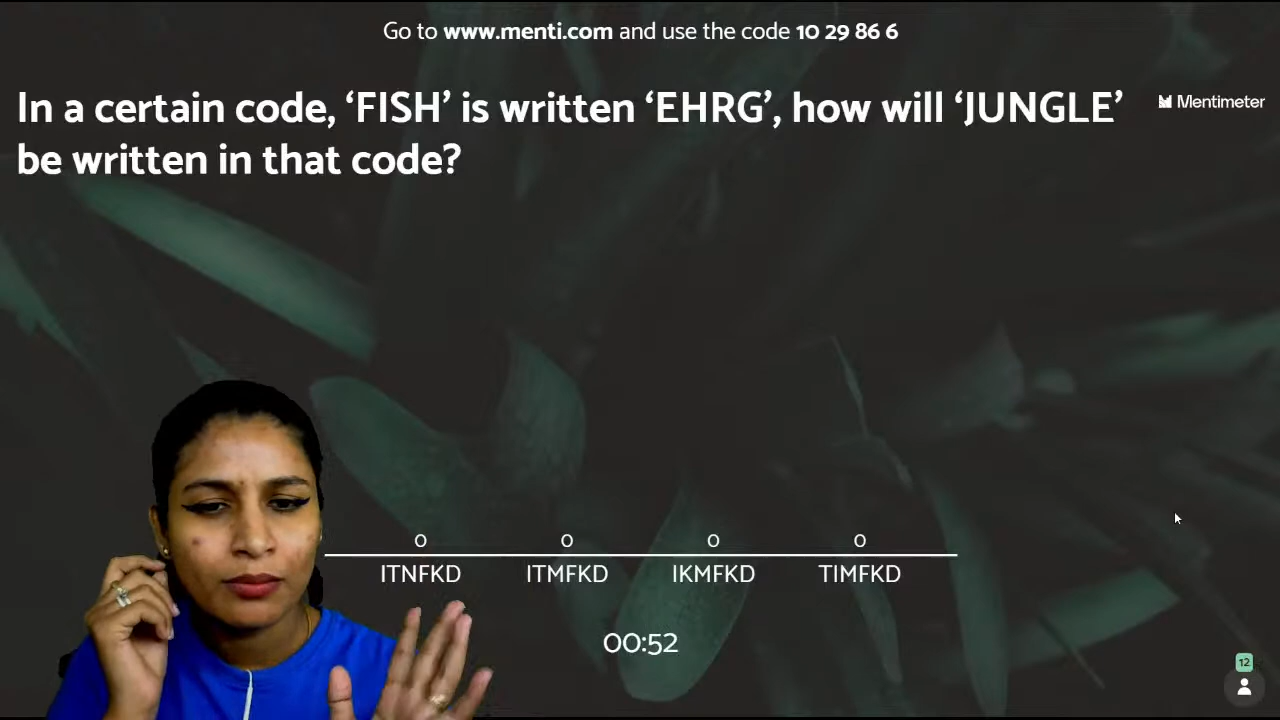 Go to www.menti.com and use the code 10 29 86 6
In a certain code, ‘FISH’ is written ‘EHRG’, how will ‘JUNGLE’
be written in that code?
Mentimeter
0 0 0 0
ITNFKD ITMFKD IKMFKD TIMFKD
00:52
12